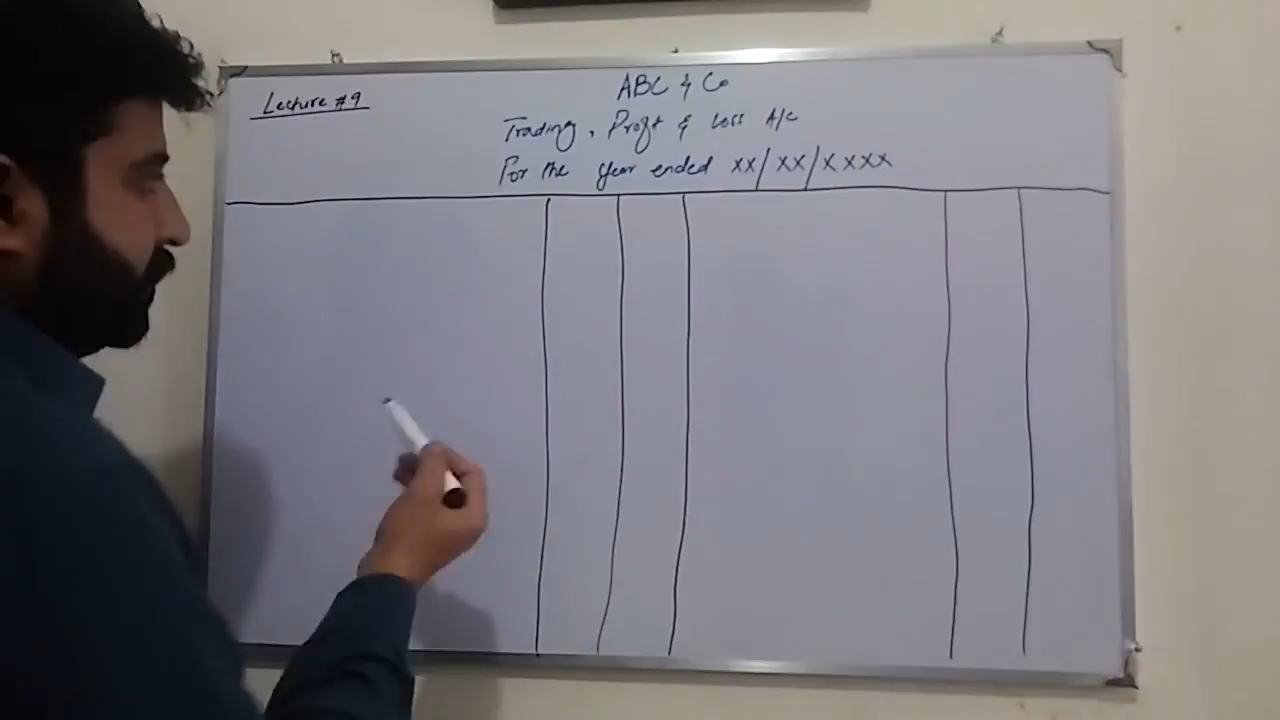 Lecture #9
ABC & Co
Trading, Profit & Loss A/c
For the year ended xx/xx/xxxx